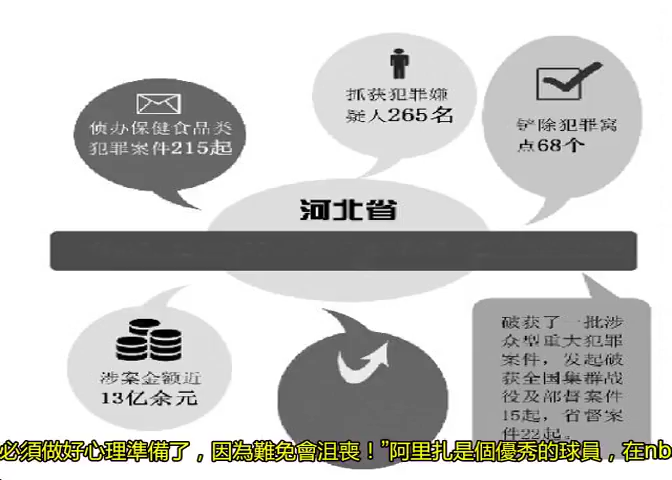 侦办保健食品类
犯罪案件215起
抓获犯罪嫌
疑人265名
铲除犯罪窝
点68个
河北省
涉案金额近
13亿余元
破获了一批涉
众型重大犯罪
案件，发起破
获全国集群战
役及部督案件
15起，省督案
件22起。
必須做好心理準備了，因為難免會沮喪！”阿里扎是個優秀的球員，在nb